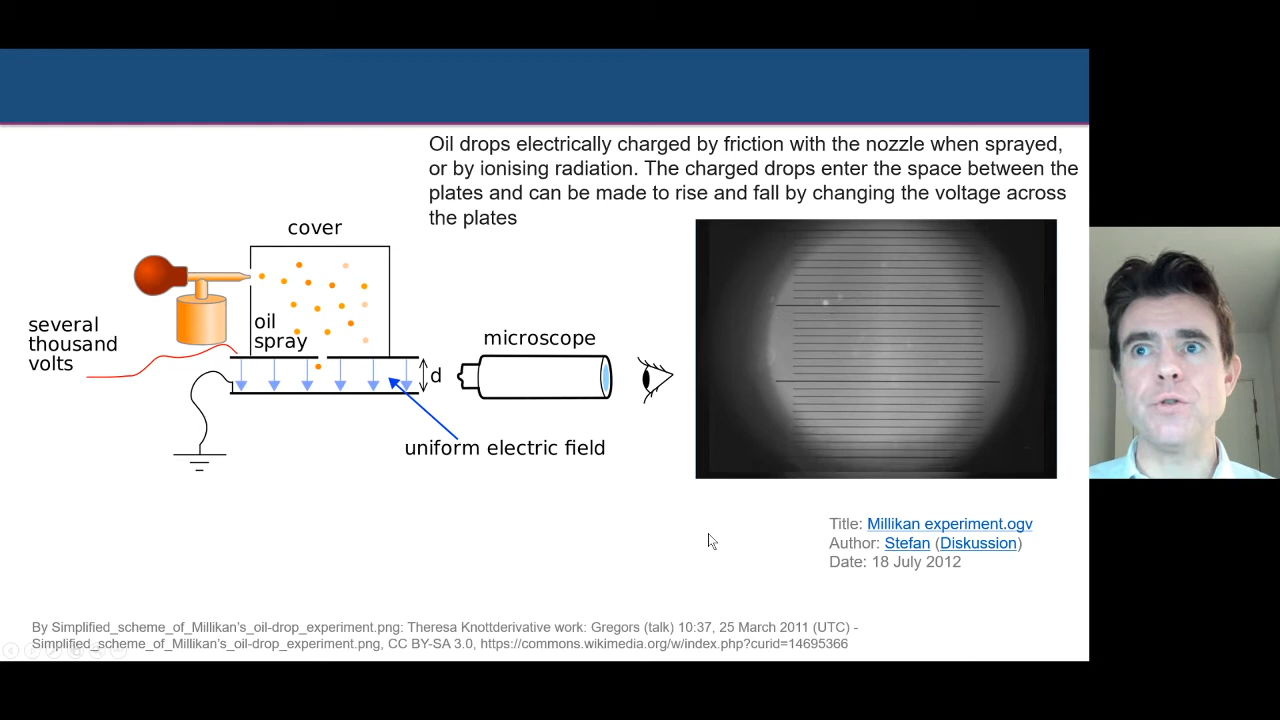 Oil drops electrically charged by friction with the nozzle when sprayed,
or by ionising radiation. The charged drops enter the space between the
plates and can be made to rise and fall by changing the voltage across
the plates
cover
several
thousand
volts
oil
spray
d
microscope
uniform electric field
Title: Millikan experiment.ogv
Author: Stefan (Diskussion)
Date: 18 July 2012
By Simplified_scheme_of_Millikan's_oil-drop_experiment.png: Theresa Knottderivative work: Gregors (talk) 10:37, 25 March 2011 (UTC) -
Simplified_scheme_of_Millikan's_oil-drop_experiment.png, CC BY-SA 3.0, https://commons.wikimedia.org/w/index.php?curid=14695366